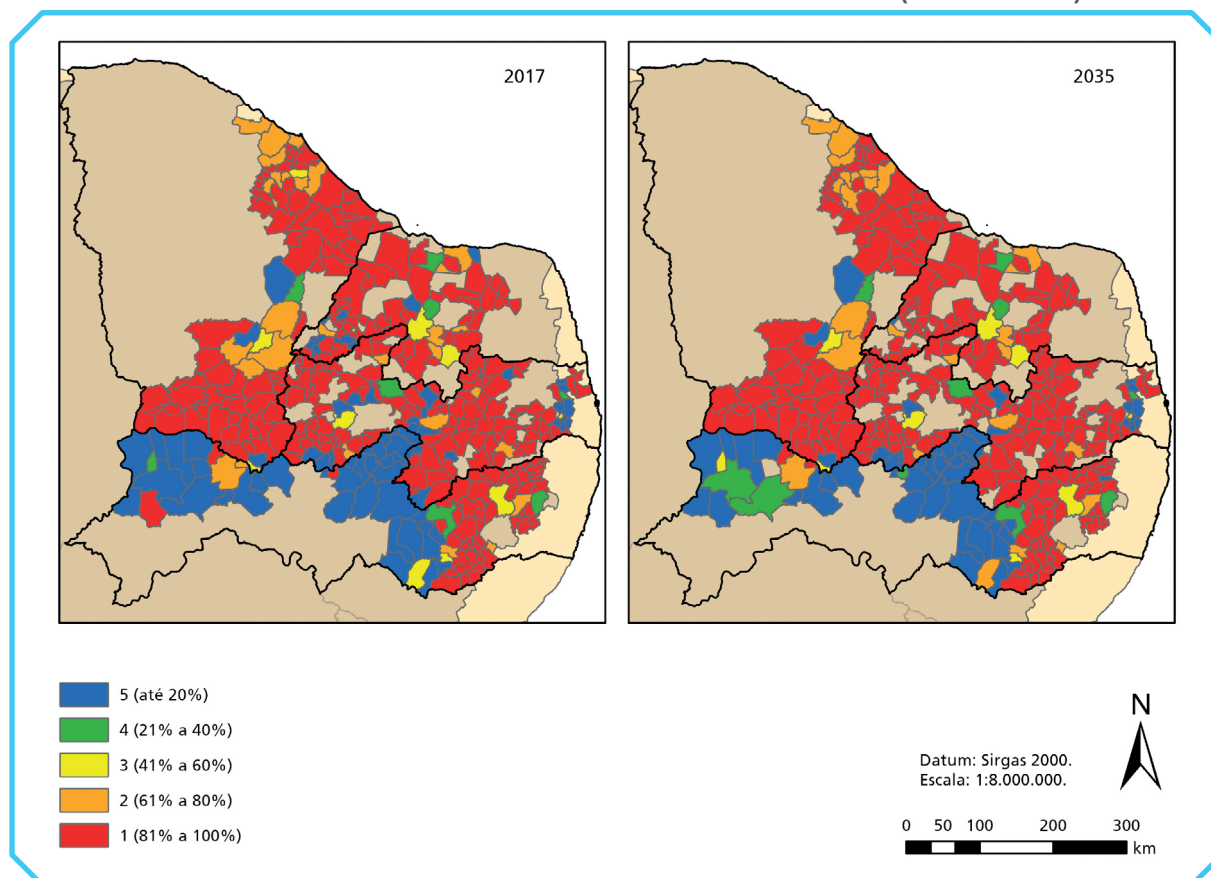 2017
2035
5 (até 20%)
4 (21% a 40%)
3 (41% a 60%)
2 (61% a 80%)
1 (81% a 100%)
N
Datum: Sirgas 2000.
Escala: 1:8.000.000.
0 50 100 200 300
km